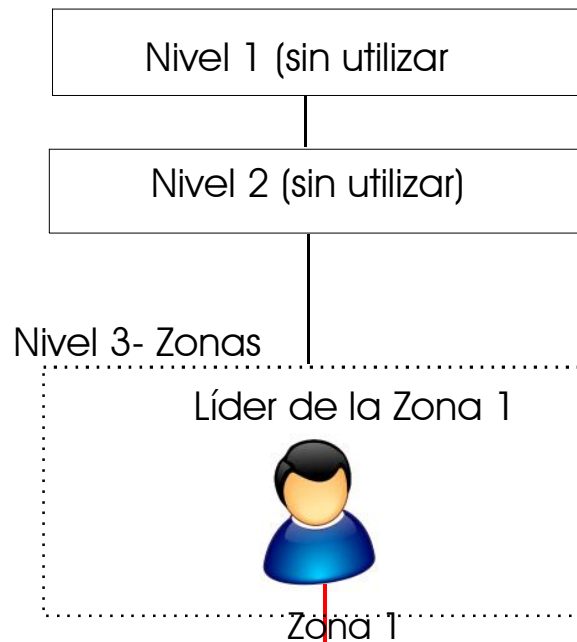 Nivel 1 (sin utilizar
Nivel 2 (sin utilizar)
Nivel 3- Zonas
Líder de la Zona 1
Zona 1